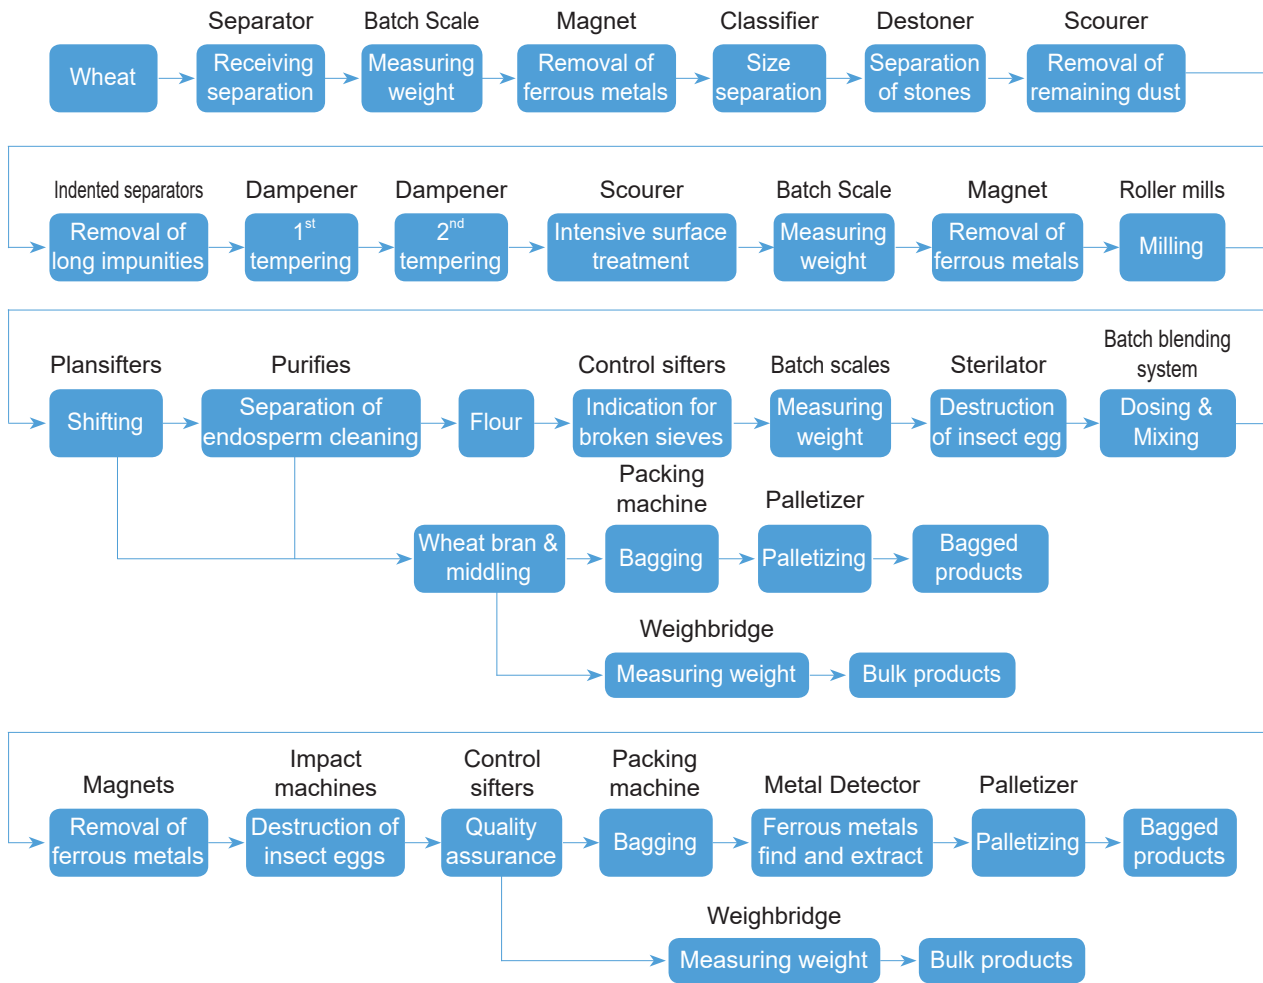 Separator
Batch Scale
Magnet
Classifier
Destoner
Scourer
Wheat
Receiving
separation
Measuring
weight
Removal of
ferrous metals
Size
separation
Separation
of stones
Removal of
remaining dust
Indented separators
Dampener
Dampener
Scourer
Batch Scale
Magnet
Roller mills
Removal of
long impunities
1st
tempering
2nd
tempering
Intensive surface
treatment
Measuring
weight
Removal of
ferrous metals
Milling
Plansifters
Purifies
Control sifters
Batch scales
Sterilator
Batch blending
system
Shifting
Separation of
endosperm cleaning
Flour
Indication for
broken sieves
Measuring
weight
Destruction
of insect egg
Dosing &
Mixing
Packing
machine
Palletizer
Wheat bran &
middling
Bagging
Palletizing
Bagged
products
Weighbridge
Measuring weight
Bulk products
Magnets
Impact
machines
Control
sifters
Packing
machine
Metal Detector
Palletizer
Removal of
ferrous metals
Destruction of
insect eggs
Quality
assurance
Bagging
Ferrous metals
find and extract
Palletizing
Bagged
products
Weighbridge
Measuring weight
Bulk products